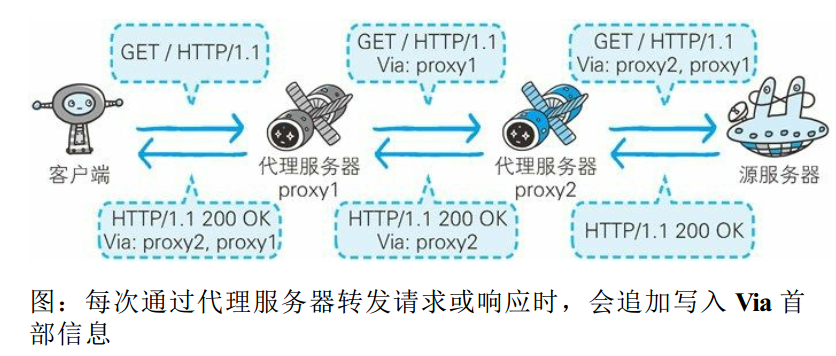 GET / HTTP/1.1
GET / HTTP/1.1
Via: proxy1
GET / HTTP/1.1
Via: proxy2, proxy1
客户端
代理服务器
proxy1
代理服务器
proxy2
源服务器
HTTP/1.1 200 OK
Via: proxy2, proxy1
HTTP/1.1 200 OK
Via: proxy2
HTTP/1.1 200 OK
图：每次通过代理服务器转发请求或响应时，会追加写入 Via 首
部信息